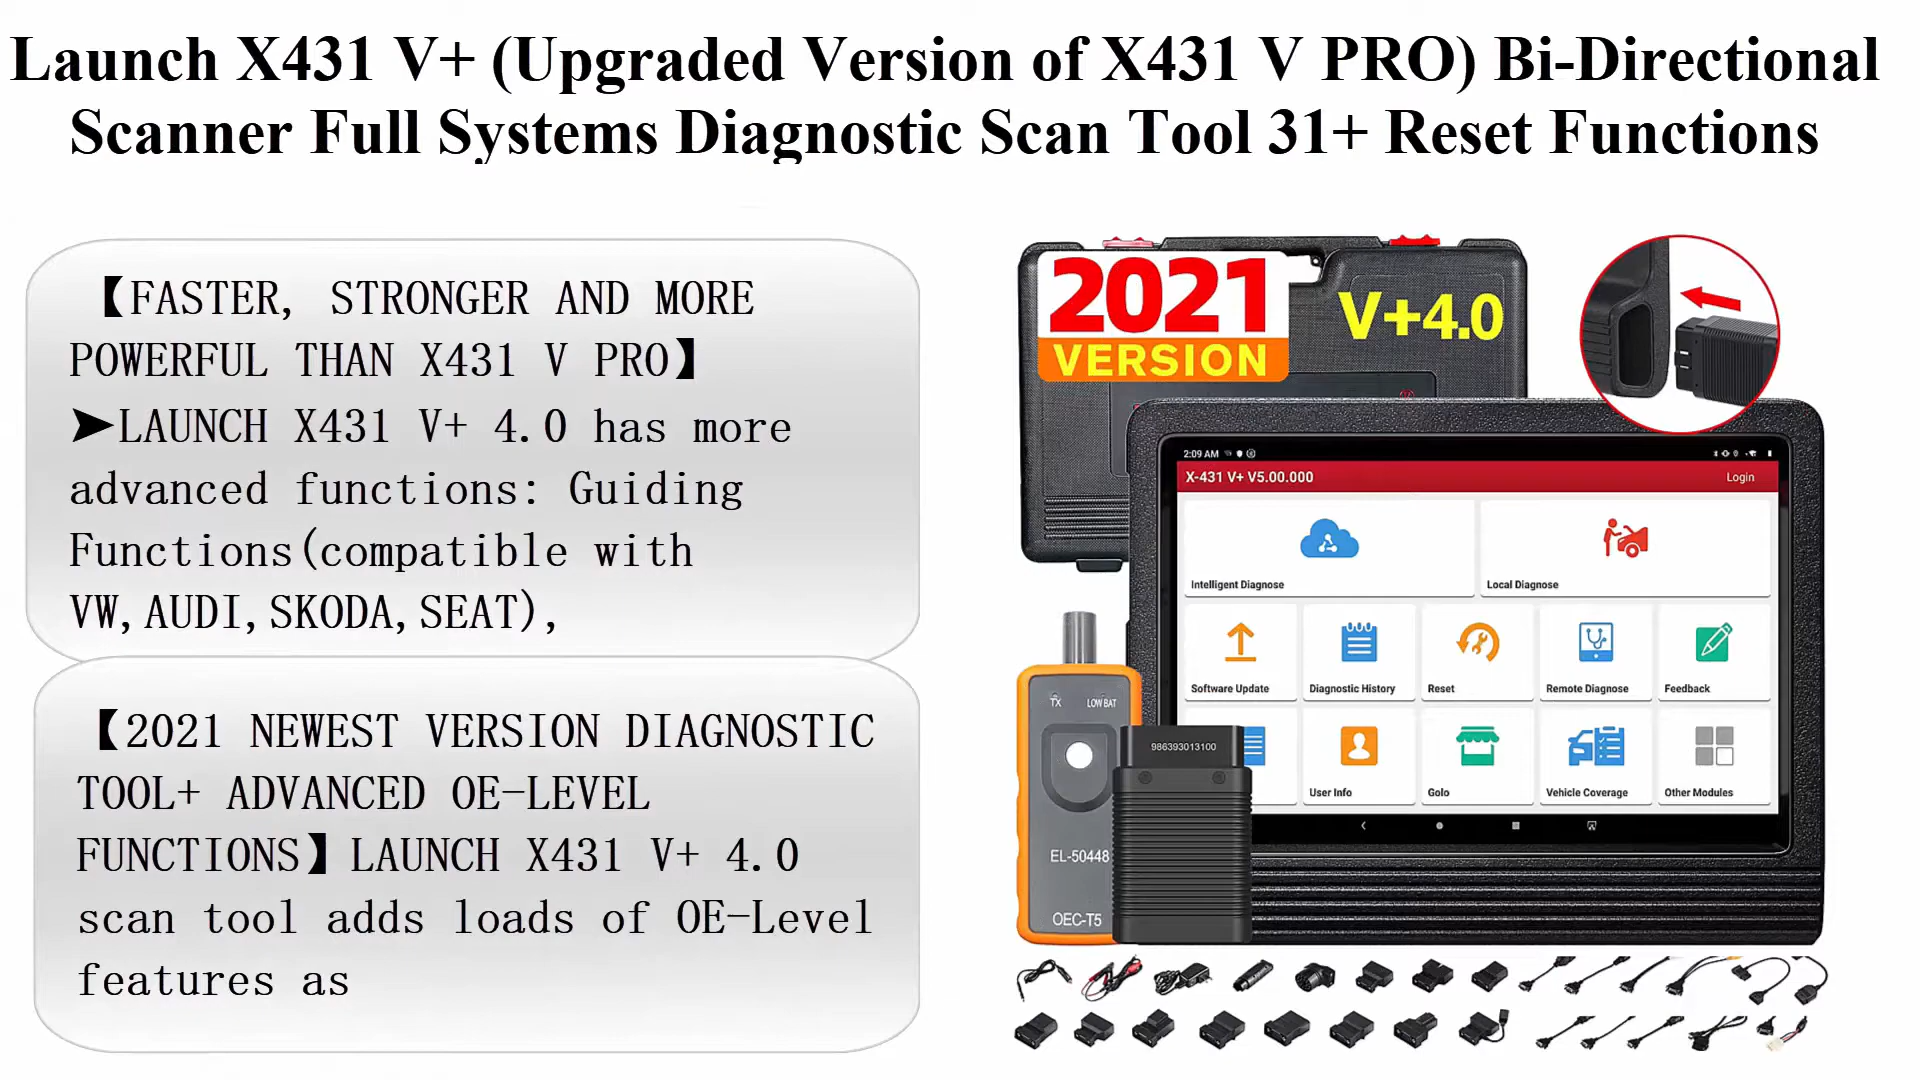 Launch X431 V+ (Upgraded Version of X431 V PRO) Bi-Directional
Scanner Full Systems Diagnostic Scan Tool 31+ Reset Functions
【FASTER, STRONGER AND MORE
POWERFUL THAN X431 V PRO】
➤LAUNCH X431 V+ 4.0 has more
advanced functions: Guiding
Functions(compatible with
VW,AUDI,SKODA,SEAT),
【2021 NEWEST VERSION DIAGNOSTIC
TOOL+ ADVANCED OE-LEVEL
FUNCTIONS】LAUNCH X431 V+ 4.0
scan tool adds loads of OE-Level
features as
2021
VERSION
V+4.0
2:09 AM
X-431 V+ V5.00.000
Login
Intelligent Diagnose
Local Diagnose
Software Update
Diagnostic History
Reset
Remote Diagnose
Feedback
User Info
Golo
Vehicle Coverage
Other Modules
TX
LOW BAT
EL-50448
OEC-T5
986393013100